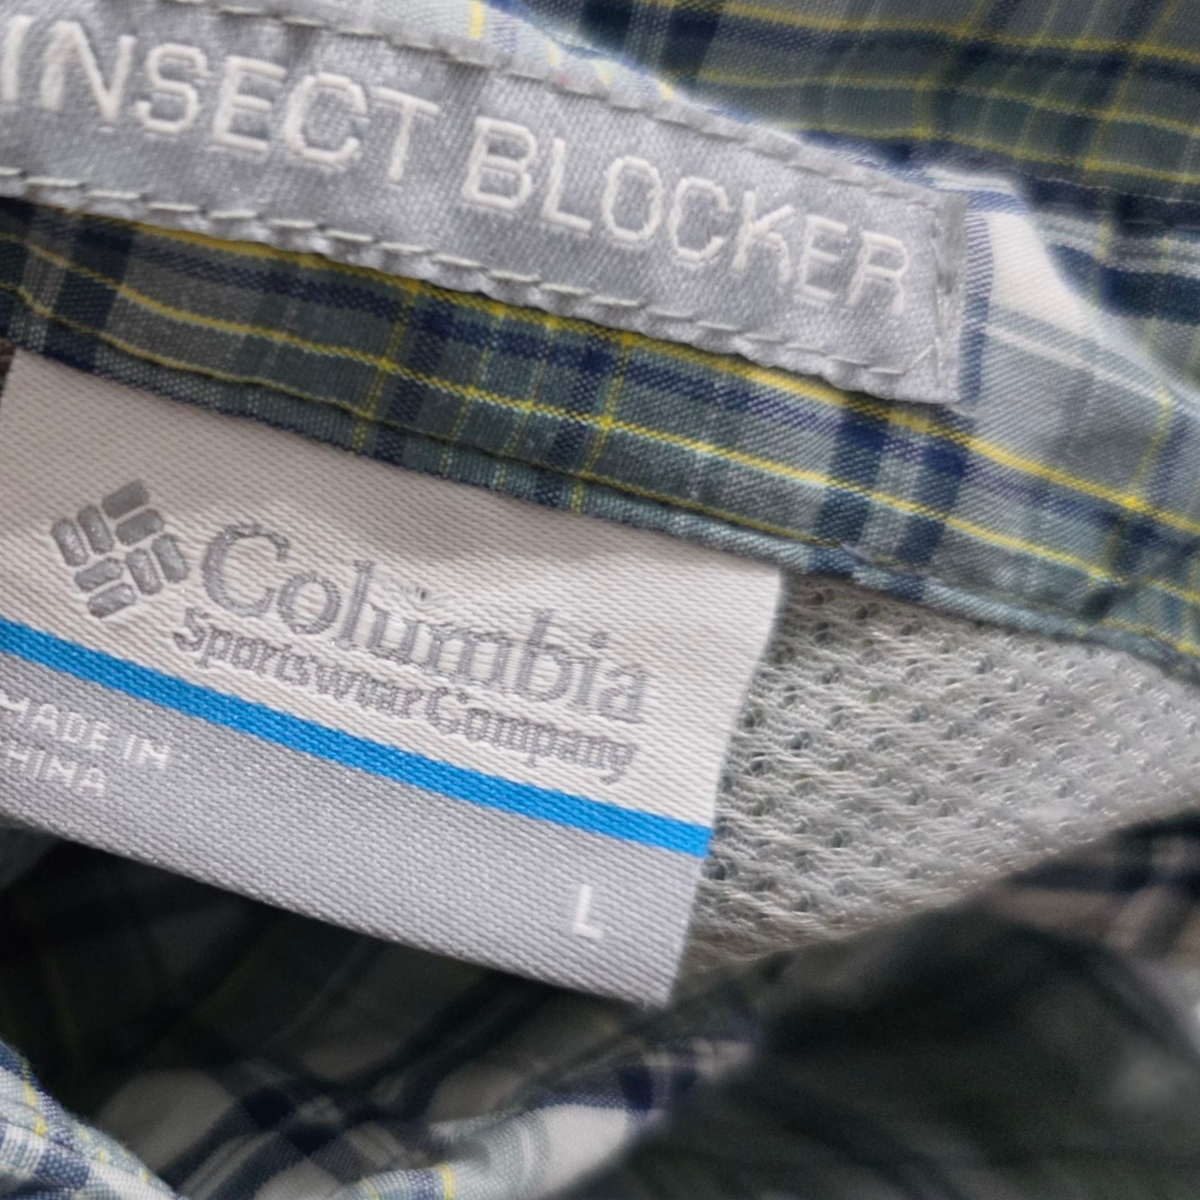 INSECT BLOCKER
Columbia
Sportswear Company
MADE IN
CHINA
L